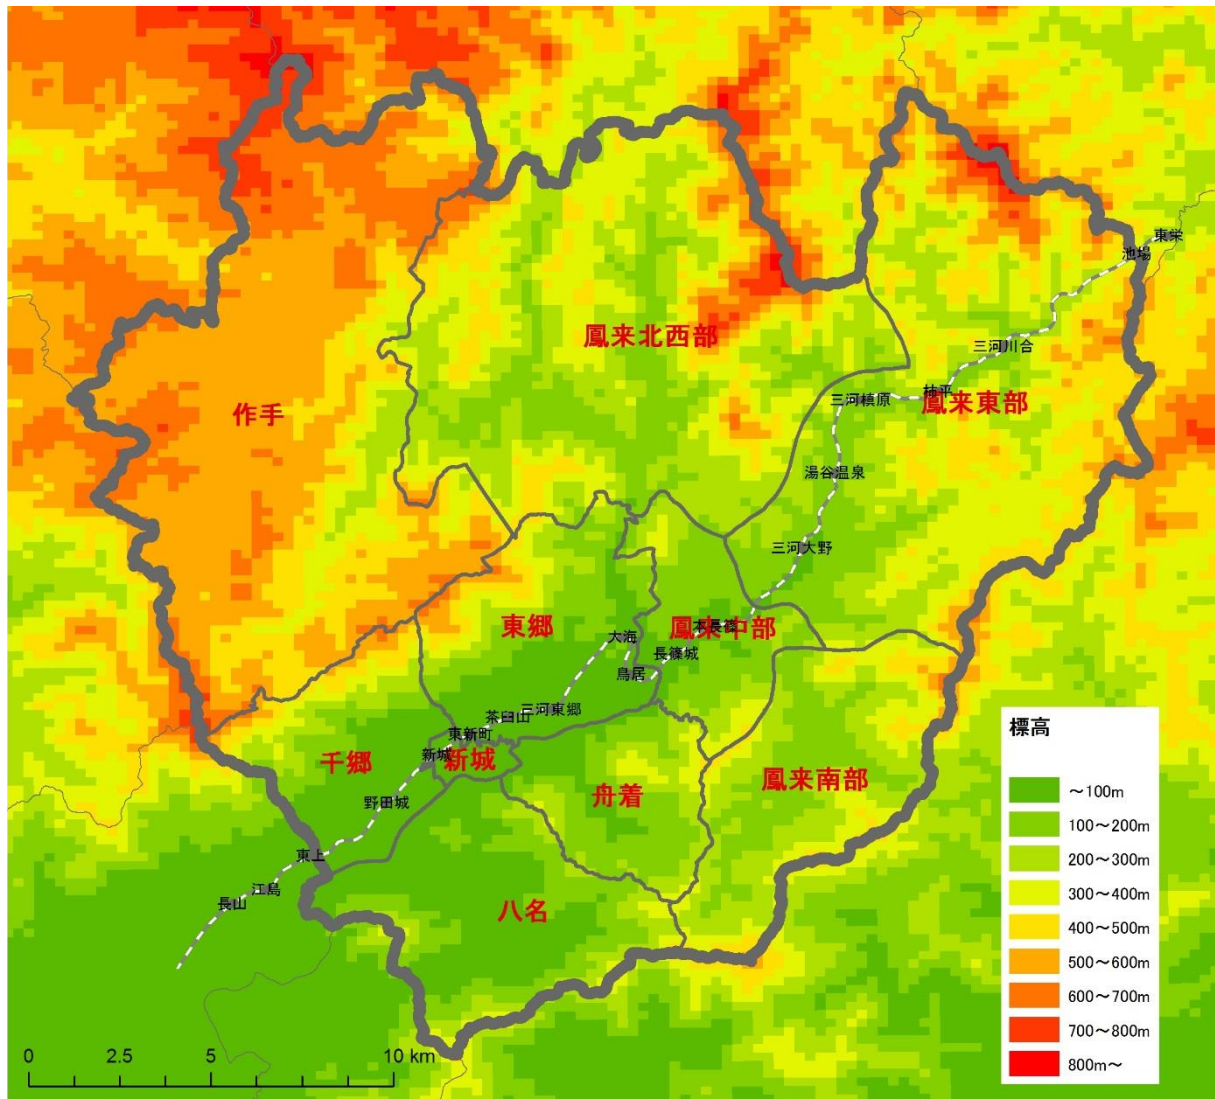 東栄
池場
鳳来北西部
三河川合
柿平
三河槙原
鳳来東部
作手
湯谷温泉
三河大野
東郷
大海
本長篠
鳳来中部
長篠城
鳥居
三河東郷
茶臼山
東新町
新城
新城
千郷
野田城
舟着
鳳来南部
東上
江島
長山
八名
標高
～100m
100～200m
200～300m
300～400m
400～500m
500～600m
600～700m
700～800m
800m～
0 2.5 5 10 km